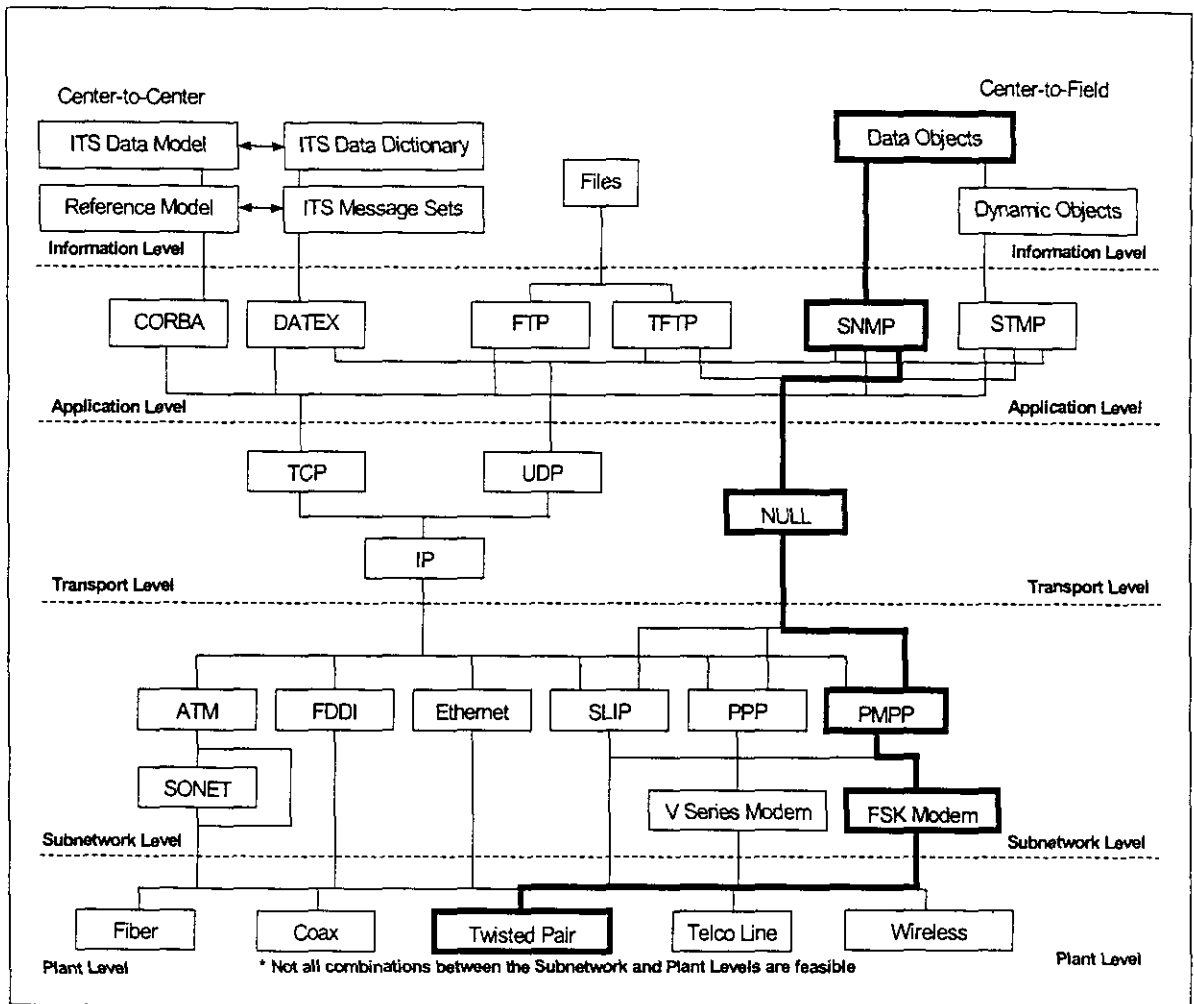 Center-to-Center
Center-to-Field
ITS Data Model
ITS Data Dictionary
Data Objects
Files
Reference Model
ITS Message Sets
Dynamic Objects
Information Level
Information Level
CORBA
DATEX
FTP
TFTP
SNMP
STMP
Application Level
Application Level
TCP
UDP
NULL
IP
Transport Level
Transport Level
ATM
FDDI
Ethernet
SLIP
PPP
PMPP
SONET
V Series Modem
FSK Modem
Subnetwork Level
Subnetwork Level
Fiber
Coax
Twisted Pair
Telco Line
Wireless
Plant Level
* Not all combinations between the Subnetwork and Plant Levels are feasible
Plant Level